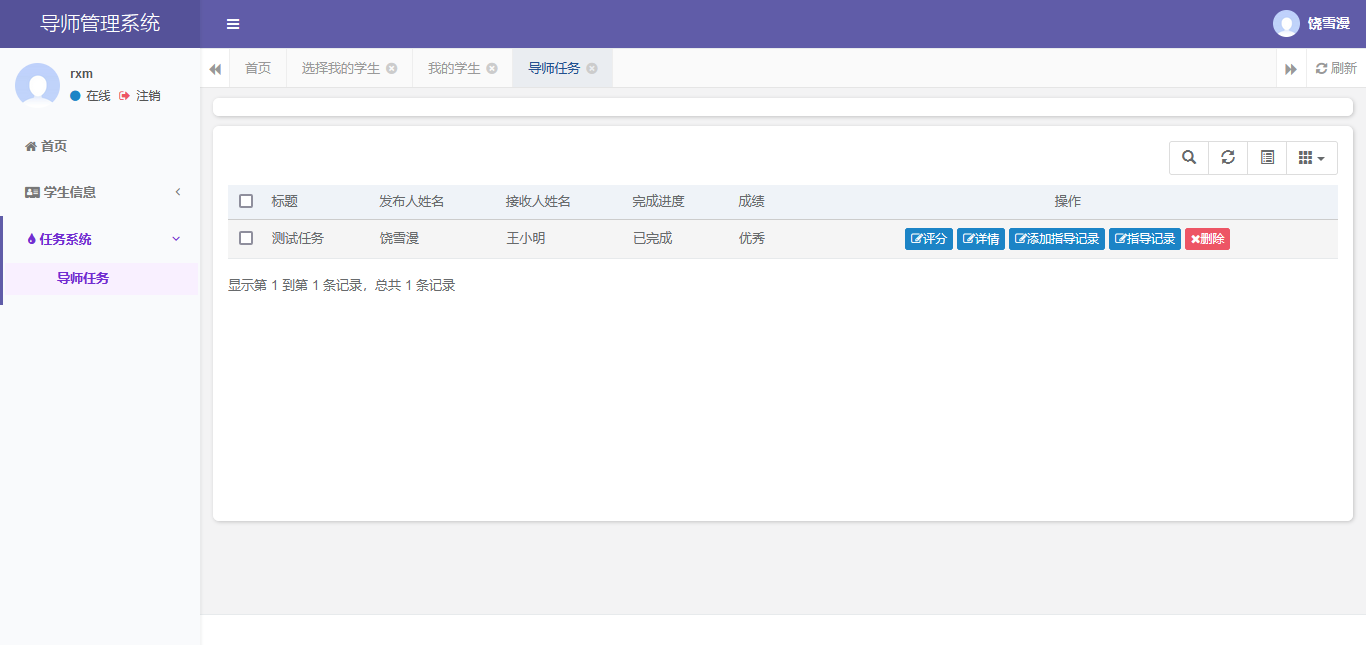 导师管理系统
饶雪漫
rxm
在线 注销
首页
学生信息
任务系统
导师任务
首页 选择我的学生 我的学生 导师任务 刷新
标题 发布人姓名 接收人姓名 完成进度 成绩 操作
测试任务 饶雪漫 王小明 已完成 优秀 评分 详情 添加指导记录 指导记录 删除
显示第 1 到第 1 条记录，总共 1 条记录